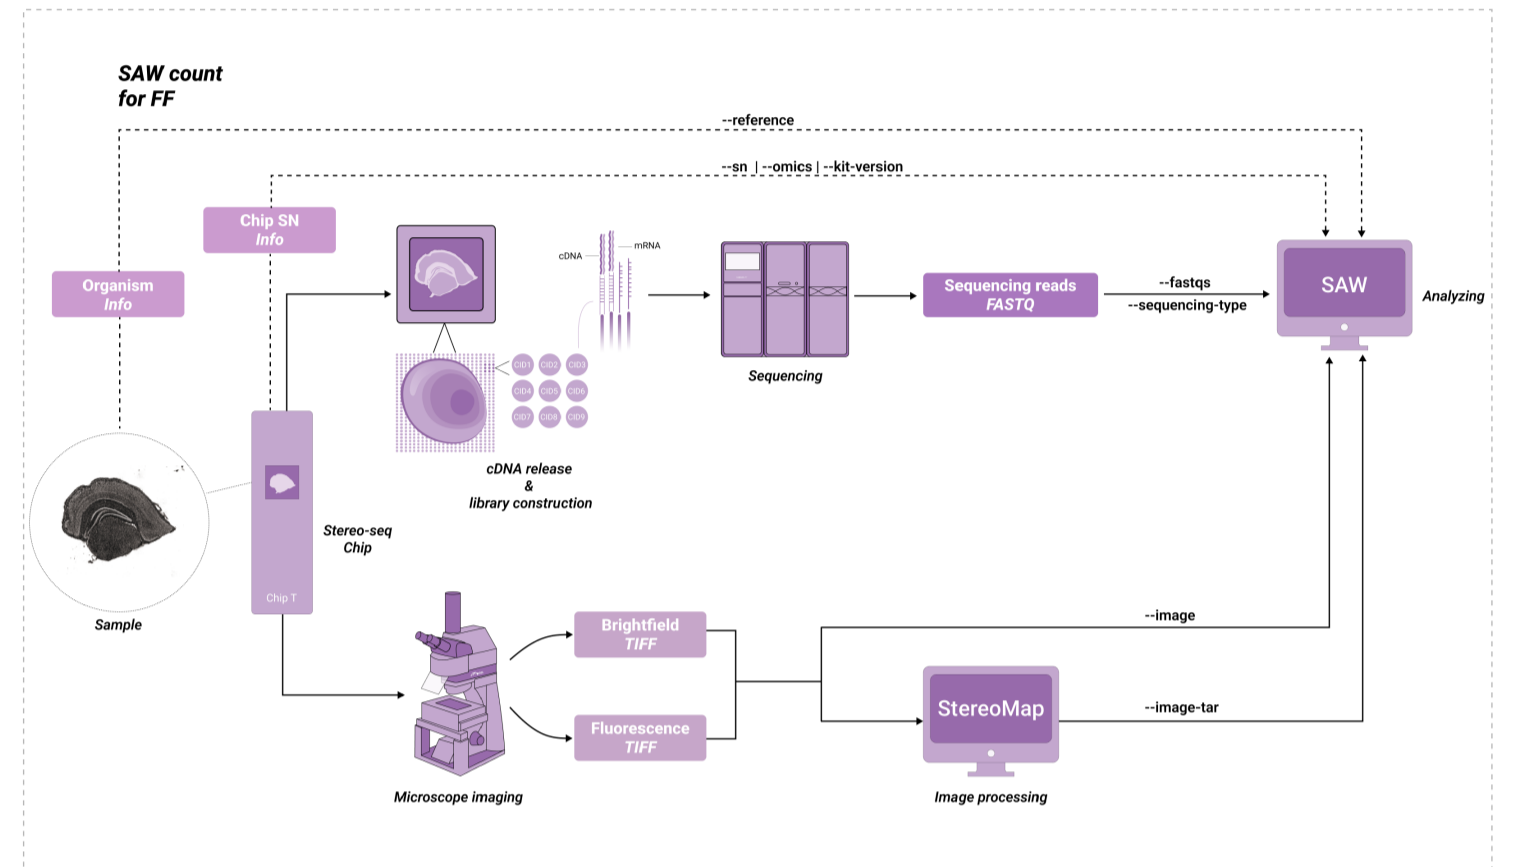 SAW count
for FF
--reference
--sn | --omics | --kit-version
Chip SN
Info
Organism
Info
cDNA
mRNA
Sequencing reads
FASTQ
--fastqs
--sequencing-type
SAW
Analyzing
Sequencing
CID1 CID2 CID3
CID4 CID5 CID6
CID7 CID8 CID9
cDNA release
&
library construction
Stereo-seq
Chip
Chip T
Sample
Brightfield
TIFF
--image
StereoMap
--image-tar
Fluorescence
TIFF
Microscope imaging
Image processing